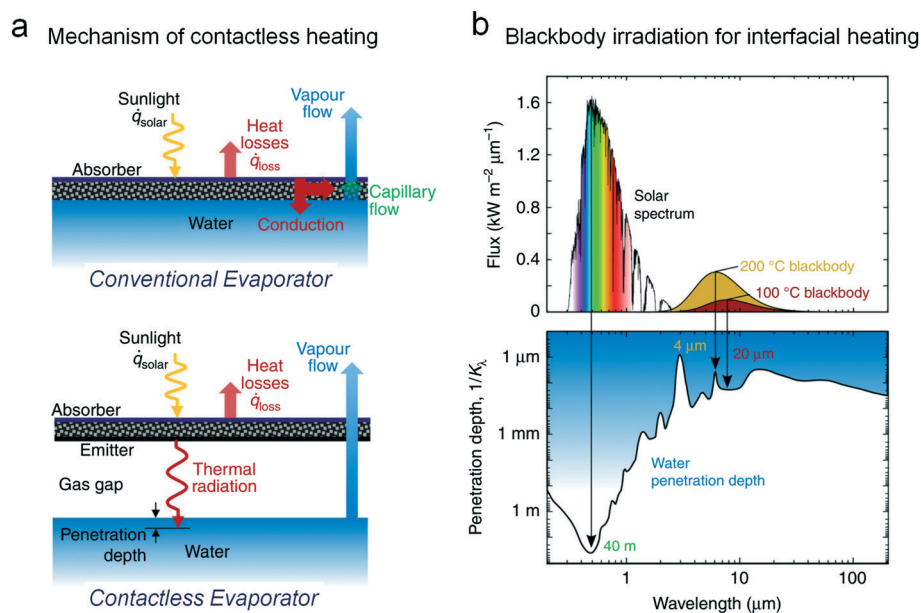 a Mechanism of contactless heating
Sunlight
q̇solar
Absorber
Heat
losses
q̇loss
Vapour
flow
Capillary
flow
Water
Conduction
Conventional Evaporator
Sunlight
q̇solar
Absorber
Heat
losses
q̇loss
Vapour
flow
Emitter
Gas gap
Thermal
radiation
Penetration
depth
Water
Contactless Evaporator
b Blackbody irradiation for interfacial heating
Flux (kW m⁻² μm⁻¹)
1.6
1.2
0.8
0.4
0
Solar
spectrum
200 °C blackbody
100 °C blackbody
Penetration depth, 1/Kλ
1 μm
1 mm
1 m
4 μm
20 μm
Water
penetration depth
40 m
1
10
100
Wavelength (μm)